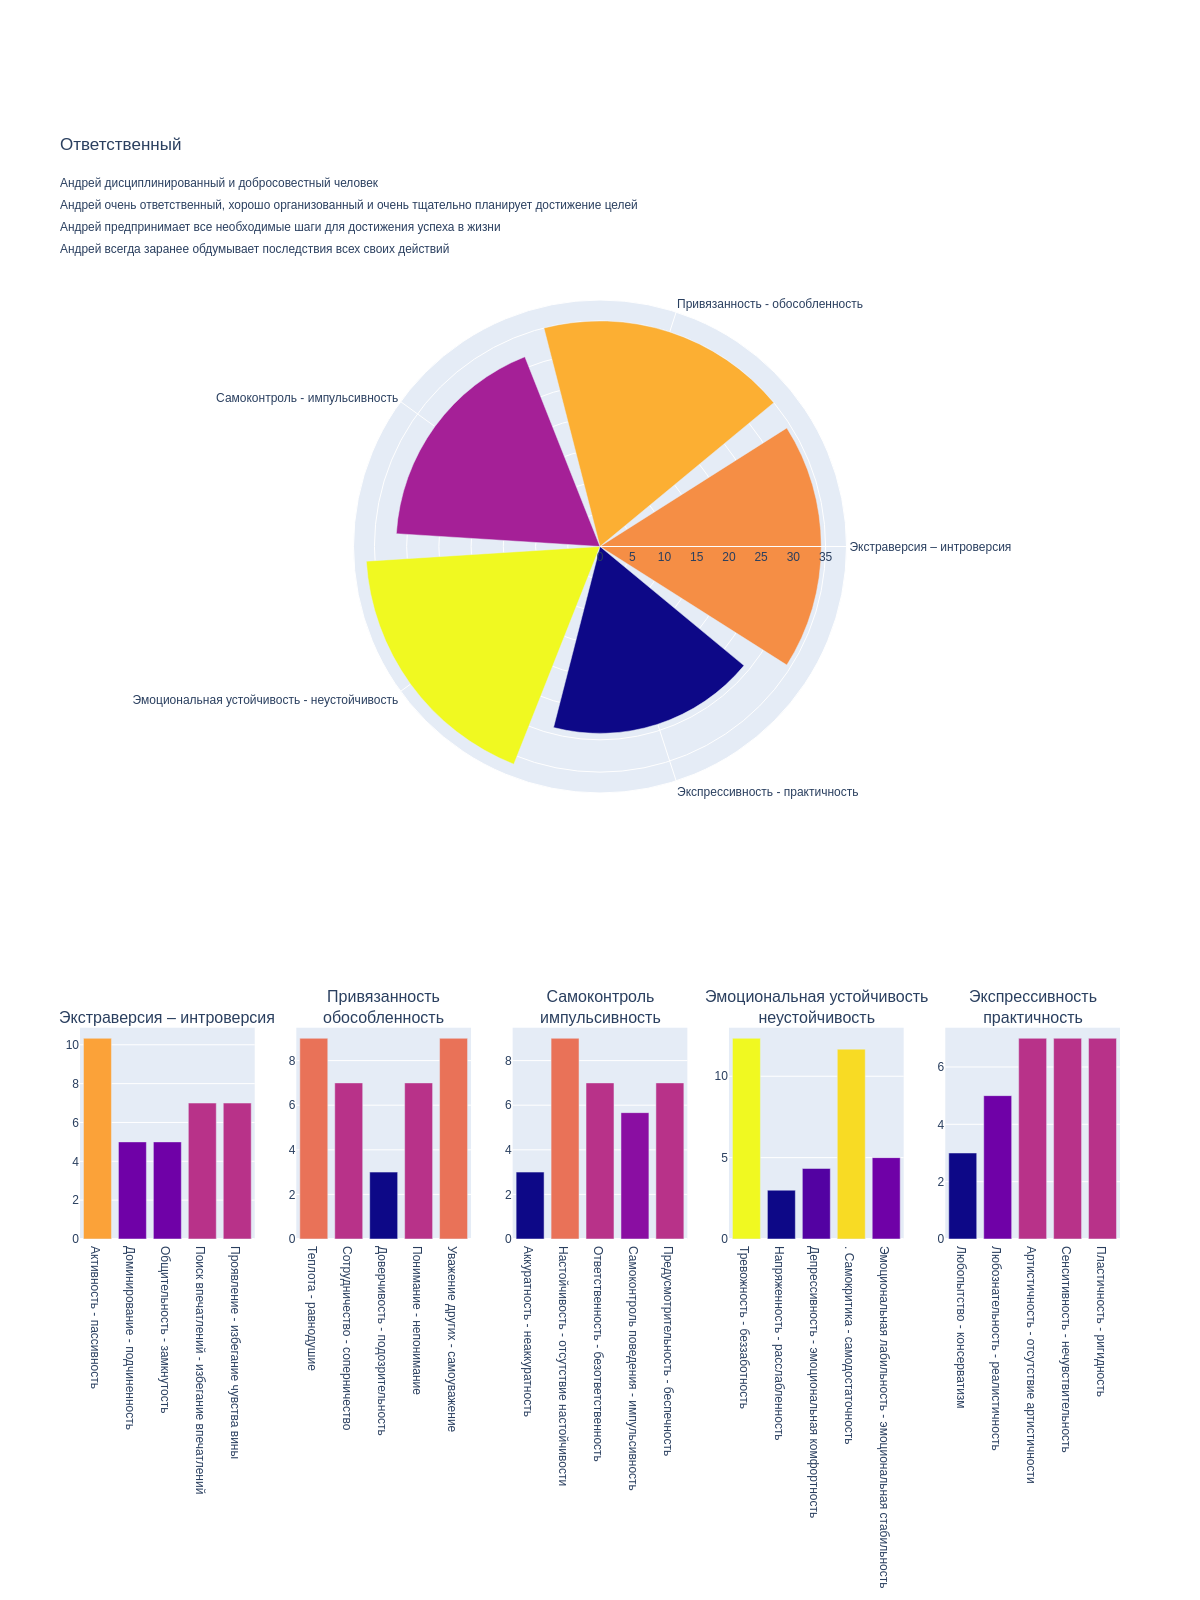 Ответственный
Андрей дисциплинированный и добросовестный человек
Андрей очень ответственный, хорошо организованный и очень тщательно планирует достижение целей
Андрей предпринимает все необходимые шаги для достижения успеха в жизни
Андрей всегда заранее обдумывает последствия всех своих действий
Привязанность - обособленность
Самоконтроль - импульсивность
Экстраверсия – интроверсия
0 5 10 15 20 25 30 35
Эмоциональная устойчивость - неустойчивость
Экспрессивность - практичность
Экстраверсия – интроверсия
10
8
6
4
2
0
Активность - пассивность
Доминирование - подчиненность
Общительность - замкнутость
Поиск впечатлений - избегание впечатлений
Проявление - избегание чувства вины
Привязанность
обособленность
8
6
4
2
0
Теплота - равнодушие
Сотрудничество - соперничество
Доверчивость - подозрительность
Понимание - непонимание
Уважение других - самоуважение
Самоконтроль
импульсивность
8
6
4
2
0
Аккуратность - неаккуратность
Настойчивость - отсутствие настойчивости
Ответственность - безответственность
Самоконтроль поведения - импульсивность
Предусмотрительность - беспечность
Эмоциональная устойчивость
неустойчивость
10
5
0
Тревожность - беззаботность
Напряженность - расслабленность
Депрессивность - эмоциональная комфортность
. Самокритика - самодостаточность
Эмоциональная лабильность - эмоциональная стабильность
Экспрессивность
практичность
6
4
2
0
Любопытство - консерватизм
Любознательность - реалистичность
Артистичность - отсутствие артистичности
Сенситивность - нечувствительность
Пластичность - ригидность